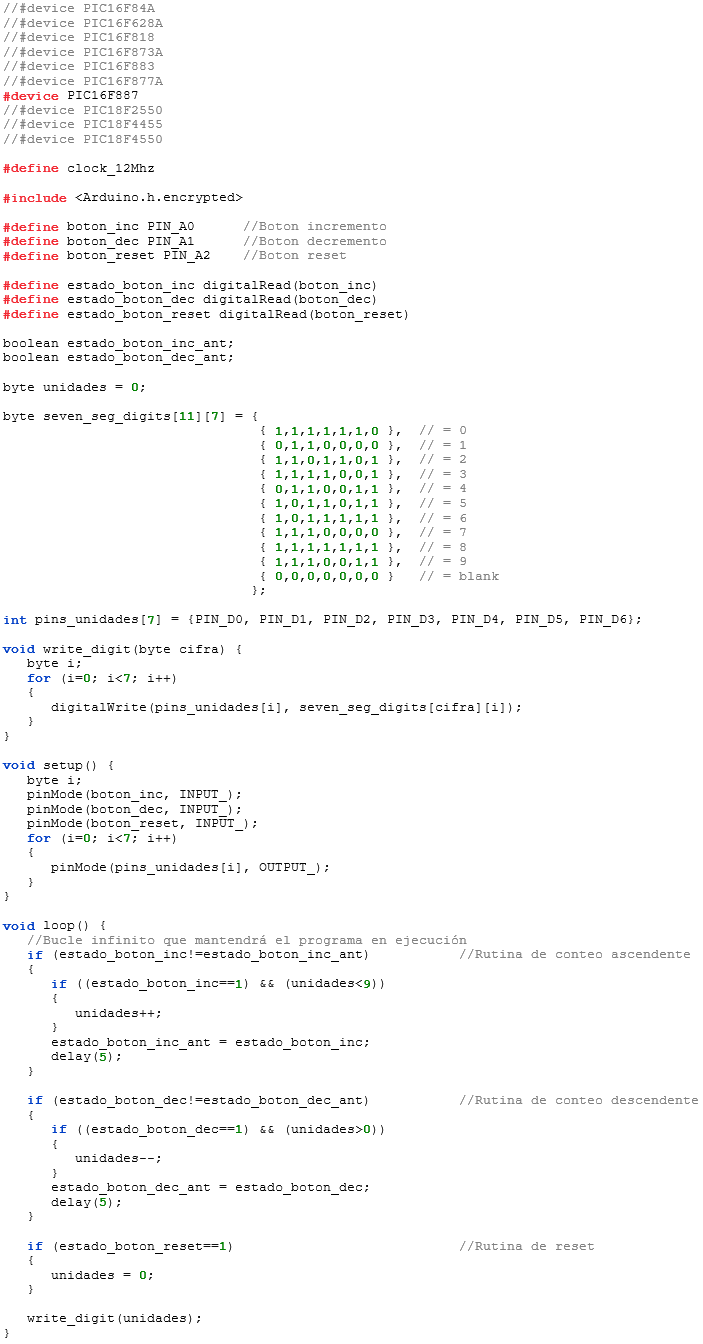 //#device PIC16F84A
//#device PIC16F628A
//#device PIC16F818
//#device PIC16F873A
//#device PIC16F883
//#device PIC16F877A
#device PIC16F887
//#device PIC18F2550
//#device PIC18F4455
//#device PIC18F4550

#define clock_12Mhz

#include <Arduino.h.encrypted>

#define boton_inc PIN_A0      //Boton incremento
#define boton_dec PIN_A1      //Boton decremento
#define boton_reset PIN_A2    //Boton reset

#define estado_boton_inc digitalRead(boton_inc)
#define estado_boton_dec digitalRead(boton_dec)
#define estado_boton_reset digitalRead(boton_reset)

boolean estado_boton_inc_ant;
boolean estado_boton_dec_ant;

byte unidades = 0;

byte seven_seg_digits[11][7] = {
                                { 1,1,1,1,1,1,0 },  // = 0
                                { 0,1,1,0,0,0,0 },  // = 1
                                { 1,1,0,1,1,0,1 },  // = 2
                                { 1,1,1,1,0,0,1 },  // = 3
                                { 0,1,1,0,0,1,1 },  // = 4
                                { 1,0,1,1,0,1,1 },  // = 5
                                { 1,0,1,1,1,1,1 },  // = 6
                                { 1,1,1,0,0,0,0 },  // = 7
                                { 1,1,1,1,1,1,1 },  // = 8
                                { 1,1,1,0,0,1,1 },  // = 9
                                { 0,0,0,0,0,0,0 }   // = blank
                               };

int pins_unidades[7] = {PIN_D0, PIN_D1, PIN_D2, PIN_D3, PIN_D4, PIN_D5, PIN_D6};

void write_digit(byte cifra) {
   byte i;
   for (i=0; i<7; i++)
   {
      digitalWrite(pins_unidades[i], seven_seg_digits[cifra][i]);
   }
}

void setup() {
   byte i;
   pinMode(boton_inc, INPUT_);
   pinMode(boton_dec, INPUT_);
   pinMode(boton_reset, INPUT_);
   for (i=0; i<7; i++)
   {
      pinMode(pins_unidades[i], OUTPUT_);
   }
}

void loop() {
   //Bucle infinito que mantendrá el programa en ejecución
   if (estado_boton_inc!=estado_boton_inc_ant)           //Rutina de conteo ascendente
   {
      if ((estado_boton_inc==1) && (unidades<9))
      {
         unidades++;
      }
      estado_boton_inc_ant = estado_boton_inc;
      delay(5);
   }

   if (estado_boton_dec!=estado_boton_dec_ant)           //Rutina de conteo descendente
   {
      if ((estado_boton_dec==1) && (unidades>0))
      {
         unidades--;
      }
      estado_boton_dec_ant = estado_boton_dec;
      delay(5);
   }

   if (estado_boton_reset==1)                            //Rutina de reset
   {
      unidades = 0;
   }

   write_digit(unidades);
}